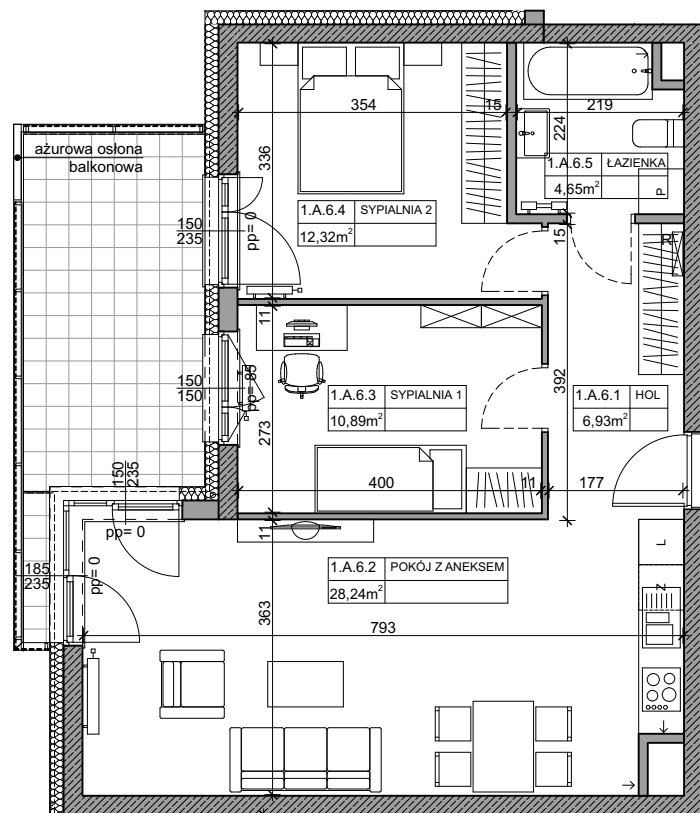 354
15
219
224
ażurowa osłona
balkonowa
336
1.A.6.5 ŁAZIENKA
4,65m²
P
1.A.6.4 SYPIALNIA 2
12,32m²
150
235
pp= 0
15
R
11
150
150
pp= 85
392
1.A.6.3 SYPIALNIA 1
10,89m²
1.A.6.1 HOL
6,93m²
273
400
11
177
150
235
pp= 0
11
L
185
235
pp= 0
1.A.6.2 POKÓJ Z ANEKSEM
28,24m²
Z
363
793